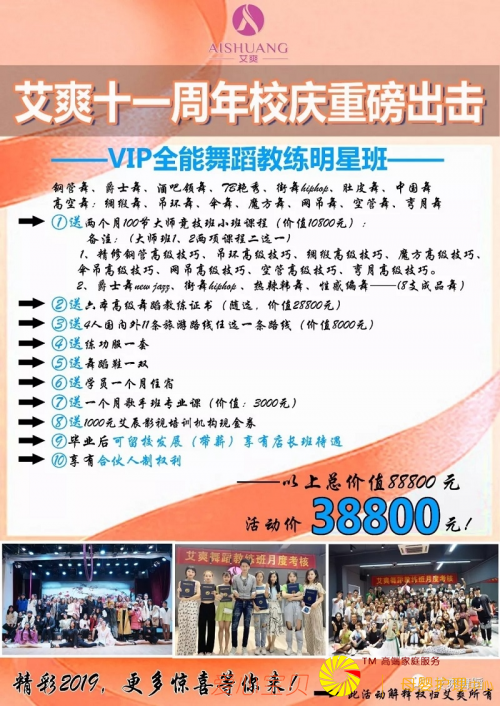 AISHUANG
艾爽
艾爽十一周年校庆重磅出击
——VIP全能舞蹈教练明星班——
钢管舞、爵士舞、酒吧领舞、TB艳秀、街舞hiphop、肚皮舞、中国舞
高空舞：绸缎舞、吊环舞、伞舞、魔方舞、网吊舞、空管舞、弯月舞
①送两个月100节大师竞技班小班课程（价值10800元）：
备注：（大师班1、2两项课程二选一）
1、精修钢管高级技巧、吊环高级技巧、绸缎高级技巧、魔方高级技巧、
伞吊高级技巧、网吊高级技巧、空管高级技巧、弯月高级技巧。
2、爵士舞new jazz、街舞hiphop、热辣韩舞、性感编舞——(8支成品舞)
②送六本高级舞蹈教练证书（随选，价值28800元）
③送4人国内外11条旅游路线任选一条路线（价值8000元）
④送练功服一套
⑤送舞蹈鞋一双
⑥送学员一个月住宿
⑦送一个月歌手班专业课（价值：3000元）
⑧送1000元艾辰影视培训机构现金券
⑨毕业后可留校发展（带薪）享有店长班待遇
⑩享有合伙人制权利
——以上总价值88800 元
活动价 38800元！
艾爽舞蹈教练班月度考核
艾爽舞蹈教练班月度考核
TM 高偶家庭服务
精彩2019，更多惊喜等你来！
此活动解释权归艾爽所有